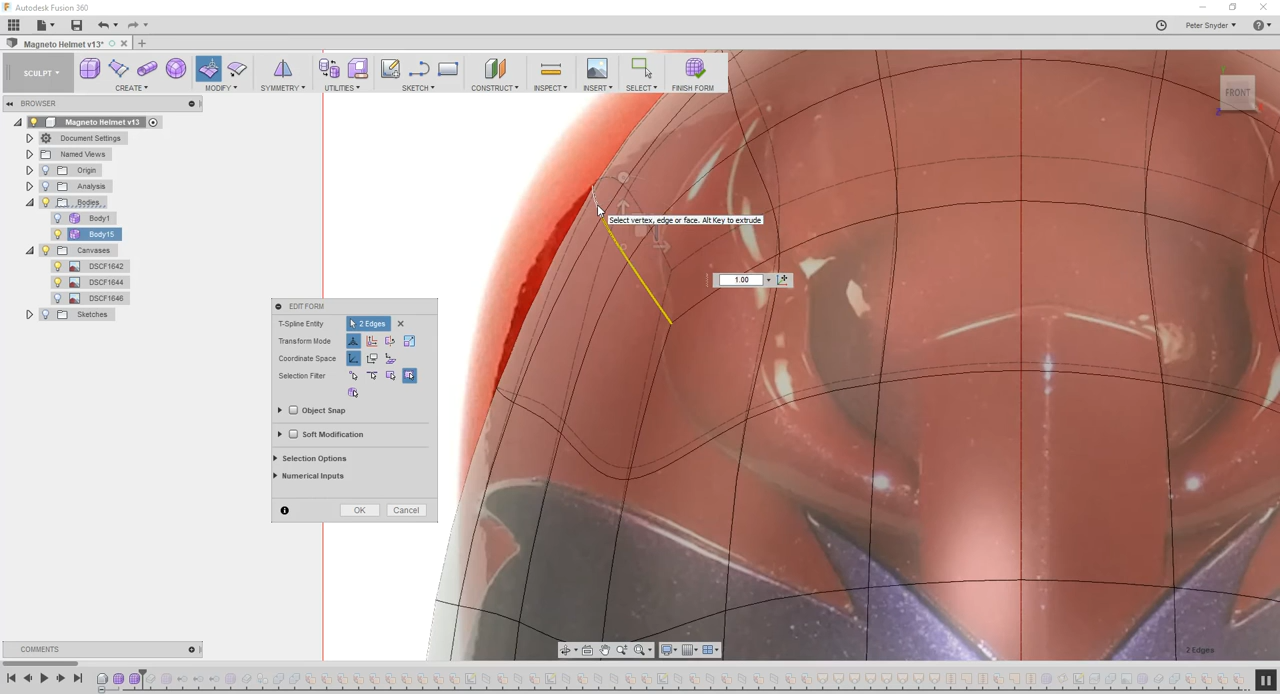 Autodesk Fusion 360
Peter Snyder
Magneto Helmet v13*
SCULPT
CREATE
MODIFY
SYMMETRY
UTILITIES
SKETCH
CONSTRUCT
INSPECT
INSERT
SELECT
FINISH FORM
FRONT
BROWSER
Magneto Helmet v13
Document Settings
Named Views
Origin
Analysis
Bodies
Body1
Body15
Canvases
DSCF1642
DSCF1644
DSCF1646
Sketches
Select vertex, edge or face. Alt Key to extrude
1.00
EDIT FORM
T-Spline Entity
2 Edges
Transform Mode
Coordinate Space
Selection Filter
Object Snap
Soft Modification
Selection Options
Numerical Inputs
OK
Cancel
COMMENTS
2 Edges